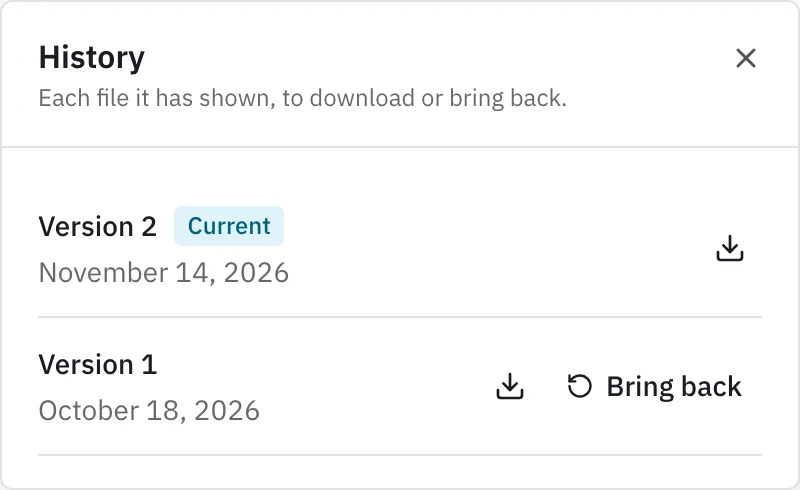 History
Each file it has shown, to download or bring back.
Version 2 Current
November 14, 2026
Version 1
October 18, 2026
Bring back